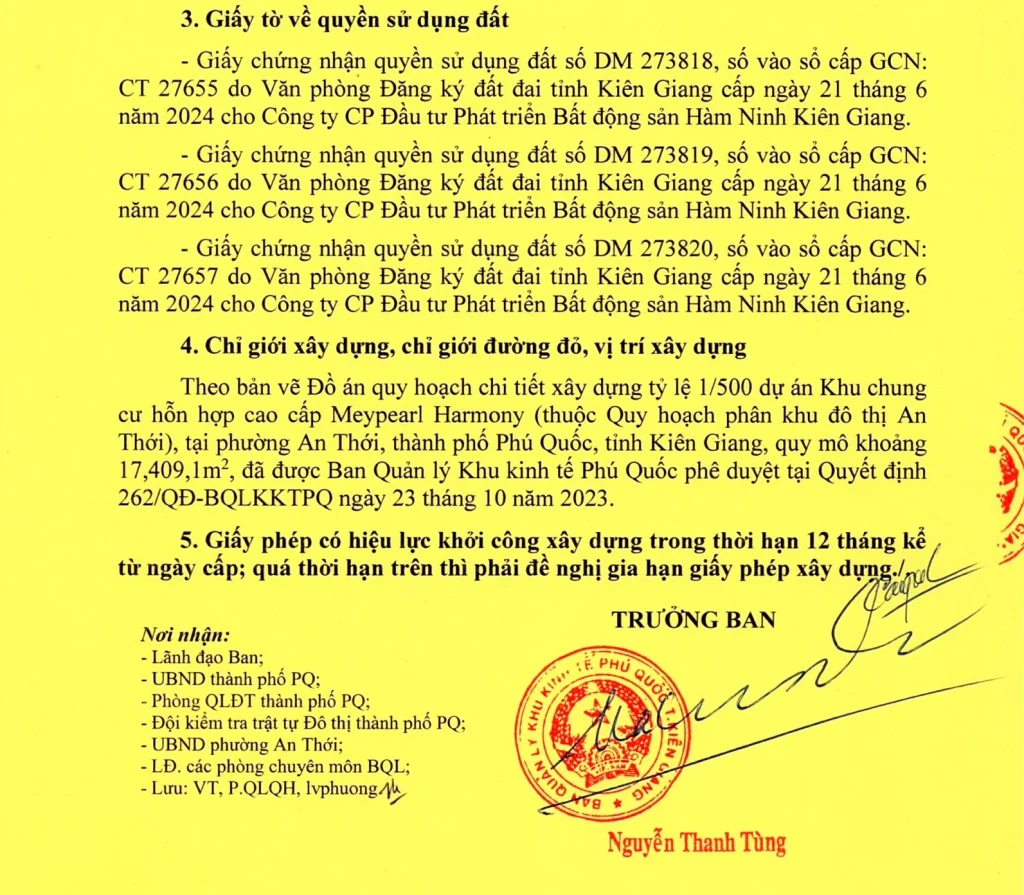 3. Giấy tờ về quyền sử dụng đất
- Giấy chứng nhận quyền sử dụng đất số DM 273818, số vào sổ cấp GCN:
CT 27655 do Văn phòng Đăng ký đất đai tỉnh Kiên Giang cấp ngày 21 tháng 6
năm 2024 cho Công ty CP Đầu tư Phát triển Bất động sản Hàm Ninh Kiên Giang.
- Giấy chứng nhận quyền sử dụng đất số DM 273819, số vào sổ cấp GCN:
CT 27656 do Văn phòng Đăng ký đất đai tỉnh Kiên Giang cấp ngày 21 tháng 6
năm 2024 cho Công ty CP Đầu tư Phát triển Bất động sản Hàm Ninh Kiên Giang.
- Giấy chứng nhận quyền sử dụng đất số DM 273820, số vào sổ cấp GCN:
CT 27657 do Văn phòng Đăng ký đất đai tỉnh Kiên Giang cấp ngày 21 tháng 6
năm 2024 cho Công ty CP Đầu tư Phát triển Bất động sản Hàm Ninh Kiên Giang.
4. Chỉ giới xây dựng, chỉ giới đường đỏ, vị trí xây dựng
Theo bản vẽ Đồ án quy hoạch chi tiết xây dựng tỷ lệ 1/500 dự án Khu chung
cư hỗn hợp cao cấp Meypearl Harmony (thuộc Quy hoạch phân khu đô thị An
Thới), tại phường An Thới, thành phố Phú Quốc, tỉnh Kiên Giang, quy mô khoảng
17,409,1m², đã được Ban Quản lý Khu kinh tế Phú Quốc phê duyệt tại Quyết định
262/QĐ-BQLKKTPQ ngày 23 tháng 10 năm 2023.
5. Giấy phép có hiệu lực khởi công xây dựng trong thời hạn 12 tháng kể
từ ngày cấp; quá thời hạn trên thì phải đề nghị gia hạn giấy phép xây dựng./.
TRƯỞNG BAN
Nơi nhận:
- Lãnh đạo Ban;
- UBND thành phố PQ;
- Phòng QLĐT thành phố PQ;
- Đội kiểm tra trật tự Đô thị thành phố PQ;
- UBND phường An Thới;
- LĐ. các phòng chuyên môn BQL;
- Lưu: VT, P.QLQH, lvphuong
BAN QUẢN LÝ KHU KINH TẾ PHÚ QUỐC T.KIÊN GIANG
Nguyễn Thanh Tùng